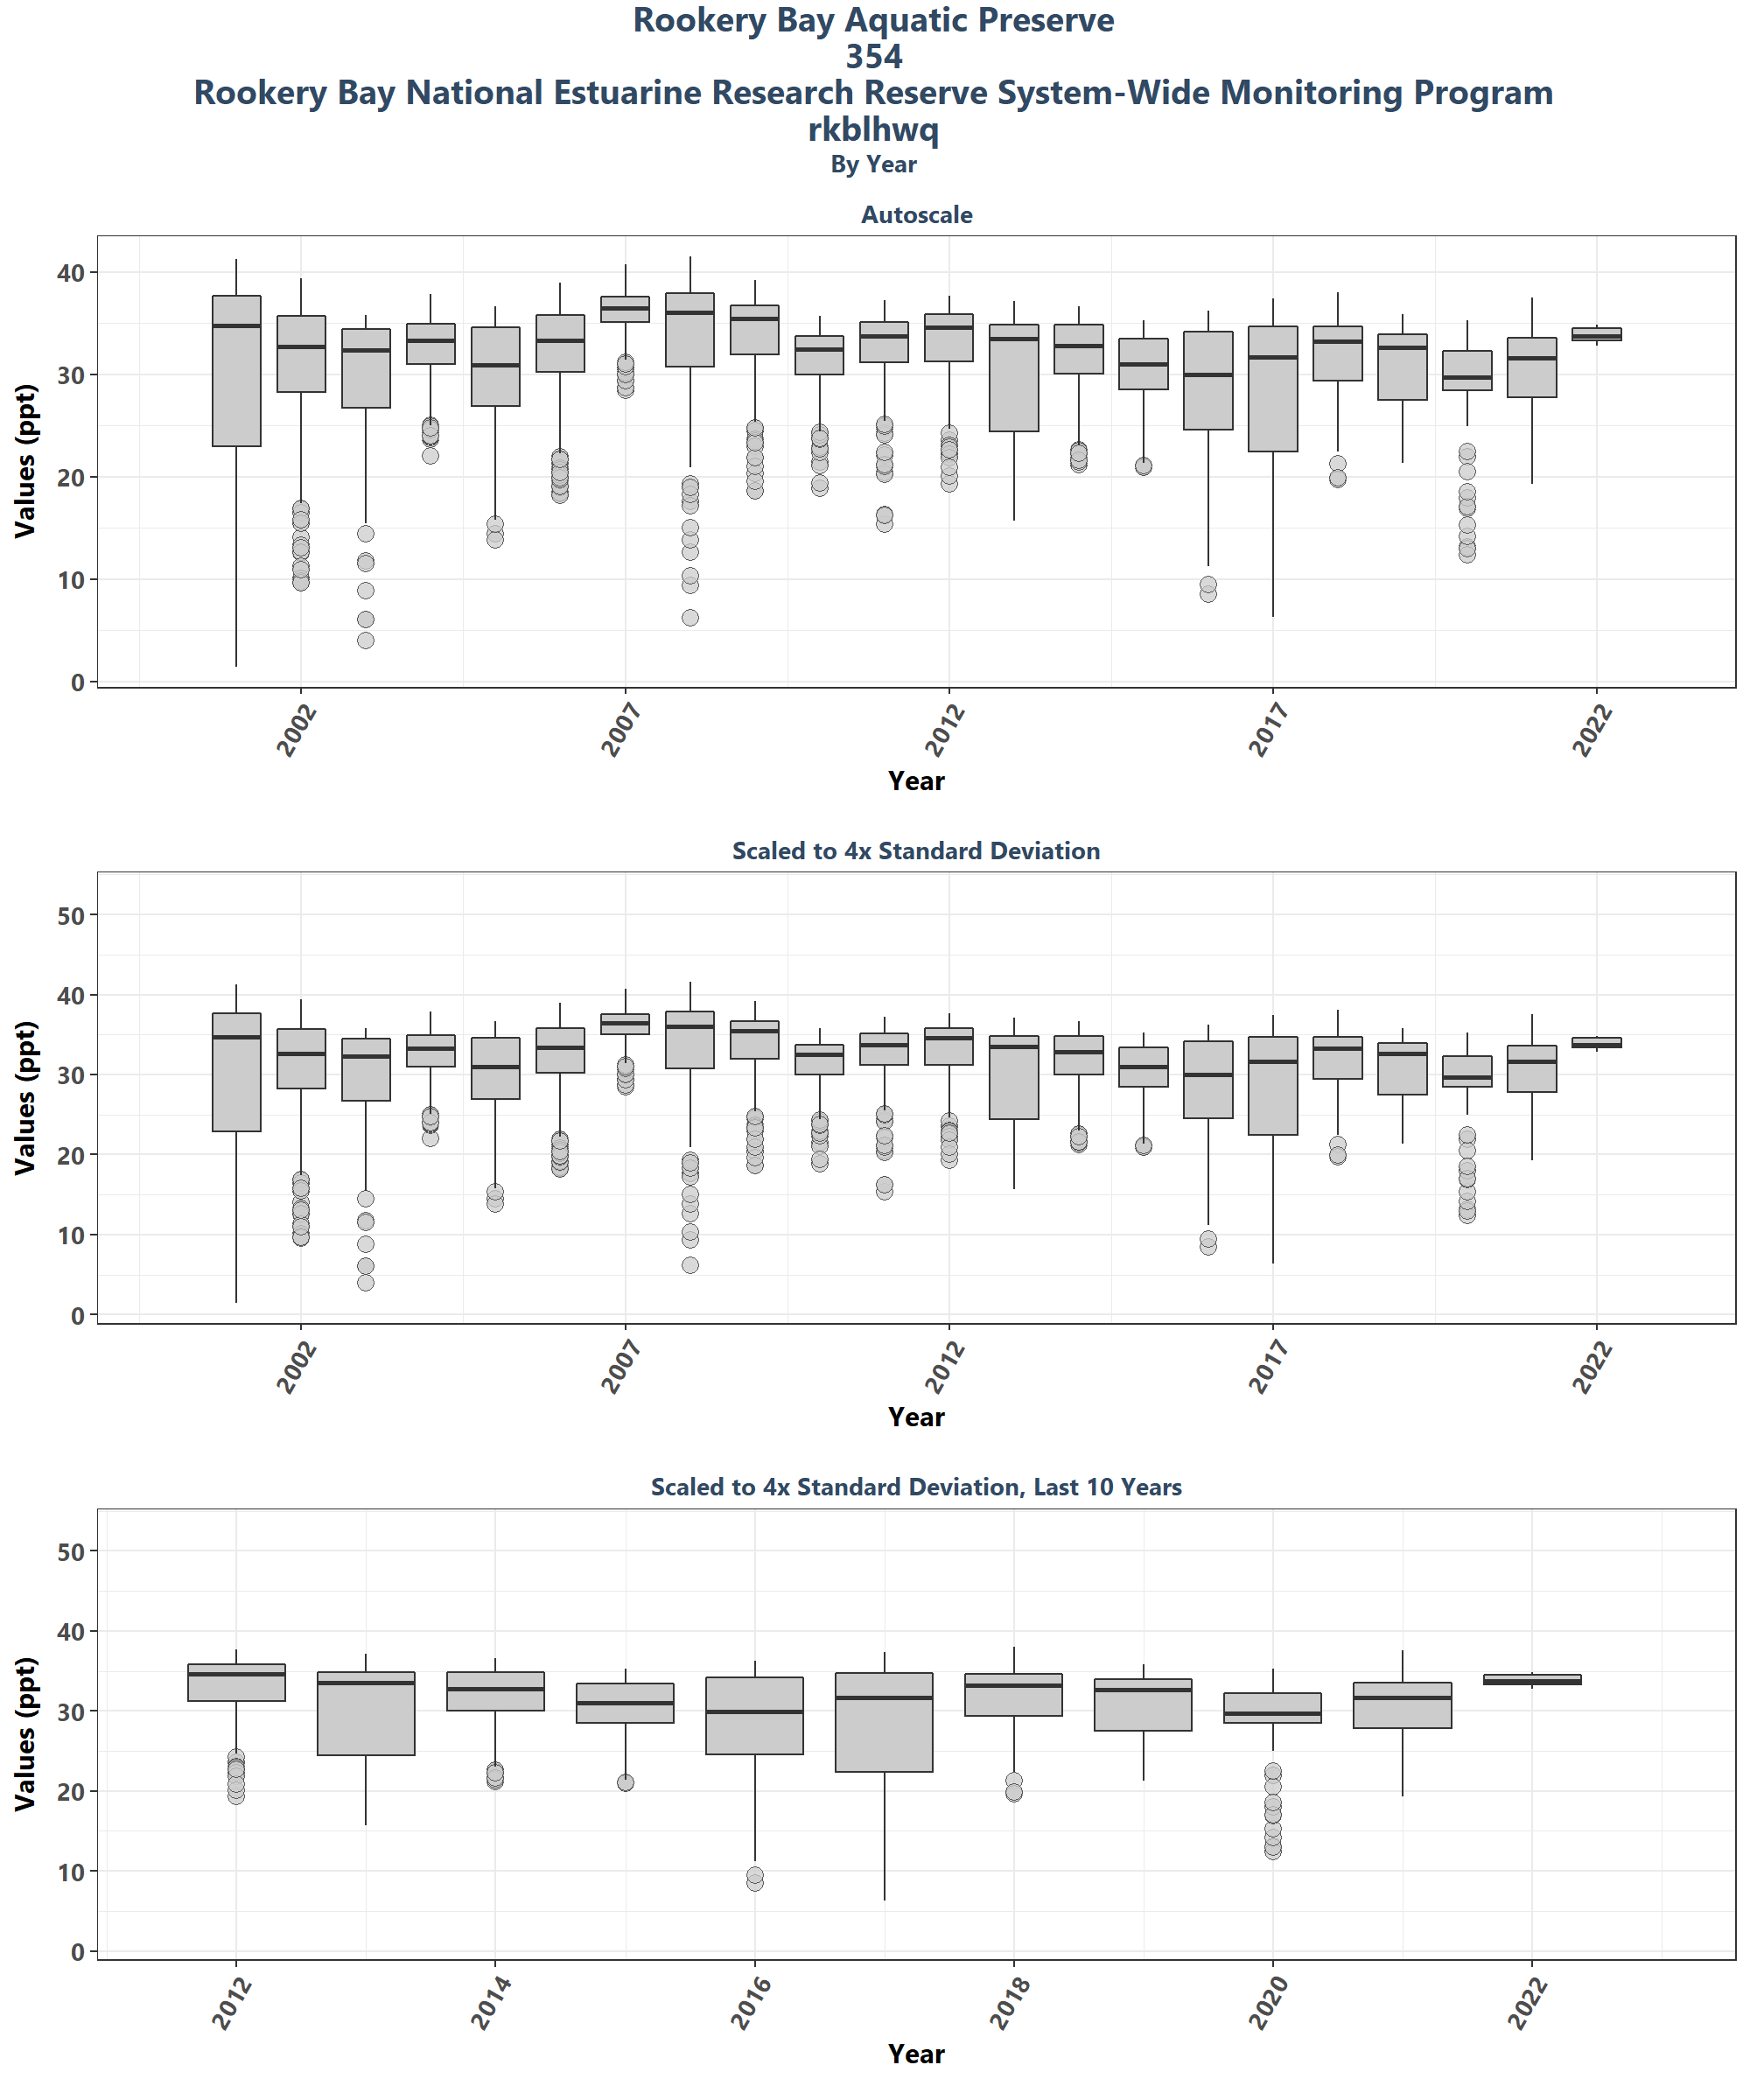 Rookery Bay Aquatic Preserve
354
Rookery Bay National Estuarine Research Reserve System-Wide Monitoring Program
rkblhwq
By Year
Autoscale
Values (ppt)
40
30
20
10
0
2002 2007 2012 2017 2022
Year
Scaled to 4x Standard Deviation
Values (ppt)
50
40
30
20
10
0
2002 2007 2012 2017 2022
Year
Scaled to 4x Standard Deviation, Last 10 Years
Values (ppt)
50
40
30
20
10
0
2012 2014 2016 2018 2020 2022
Year